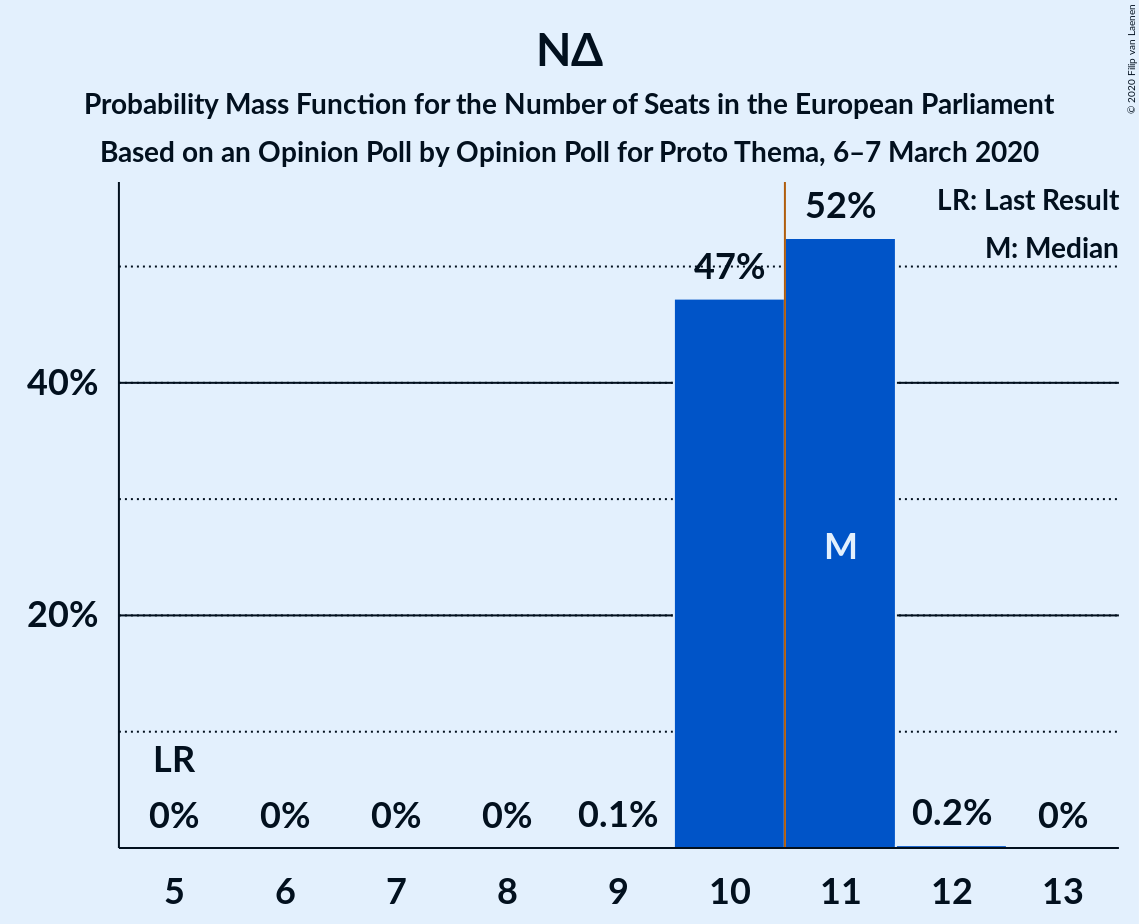 ΝΔ
Probability Mass Function for the Number of Seats in the European Parliament
Based on an Opinion Poll by Opinion Poll for Proto Thema, 6–7 March 2020
© 2020 Filip van Laenen
LR: Last Result
M: Median
52%
47%
40%
20%
M
LR
0% 0% 0% 0% 0.1% 0.2% 0%
5 6 7 8 9 10 11 12 13